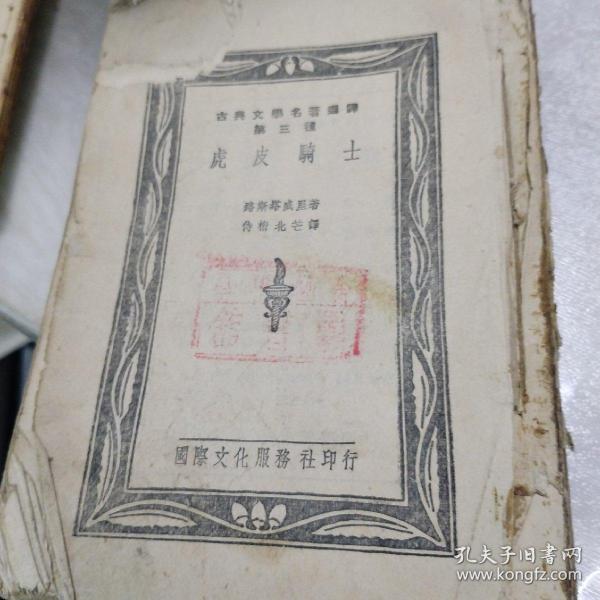 古典文學名著選譯
第三種
虎皮騎士
路斯塔威里著
侍桁 北芒譯
國際文化服務社印行
孔夫子旧书网
www.kongfz.com